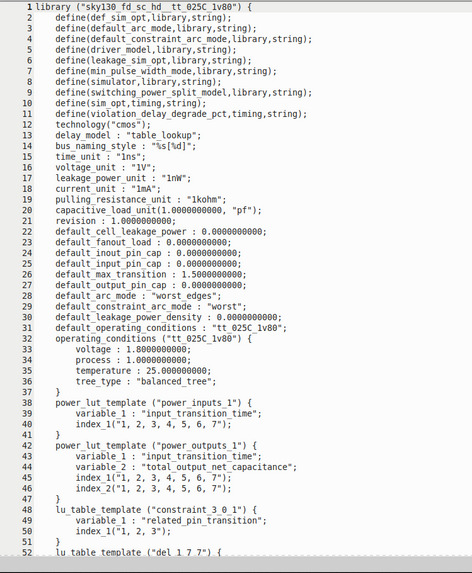 1 library ("sky130_fd_sc_hd__tt_025C_1v80") {
2 define(def_sim_opt,library,string);
3 define(default_arc_mode,library,string);
4 define(default_constraint_arc_mode,library,string);
5 define(driver_model,library,string);
6 define(leakage_sim_opt,library,string);
7 define(min_pulse_width_mode,library,string);
8 define(simulator,library,string);
9 define(switching_power_split_model,library,string);
10 define(sim_opt,timing,string);
11 define(violation_delay_degrade_pct,timing,string);
12 technology("cmos");
13 delay_model : "table_lookup";
14 bus_naming_style : "%s[%d]";
15 time_unit : "1ns";
16 voltage_unit : "1V";
17 leakage_power_unit : "1nW";
18 current_unit : "1mA";
19 pulling_resistance_unit : "1kohm";
20 capacitive_load_unit(1.0000000000, "pf");
21 revision : 1.0000000000;
22 default_cell_leakage_power : 0.0000000000;
23 default_fanout_load : 0.0000000000;
24 default_inout_pin_cap : 0.0000000000;
25 default_input_pin_cap : 0.0000000000;
26 default_max_transition : 1.5000000000;
27 default_output_pin_cap : 0.0000000000;
28 default_arc_mode : "worst_edges";
29 default_constraint_arc_mode : "worst";
30 default_leakage_power_density : 0.0000000000;
31 default_operating_conditions : "tt_025C_1v80";
32 operating_conditions ("tt_025C_1v80") {
33 voltage : 1.8000000000;
34 process : 1.0000000000;
35 temperature : 25.000000000;
36 tree_type : "balanced_tree";
37 }
38 power_lut_template ("power_inputs_1") {
39 variable_1 : "input_transition_time";
40 index_1("1, 2, 3, 4, 5, 6, 7");
41 }
42 power_lut_template ("power_outputs_1") {
43 variable_1 : "input_transition_time";
44 variable_2 : "total_output_net_capacitance";
45 index_1("1, 2, 3, 4, 5, 6, 7");
46 index_2("1, 2, 3, 4, 5, 6, 7");
47 }
48 lu_table_template ("constraint_3_0_1") {
49 variable_1 : "related_pin_transition";
50 index_1("1, 2, 3");
51 }
52 lu_table_template ("del_1_7_7") {